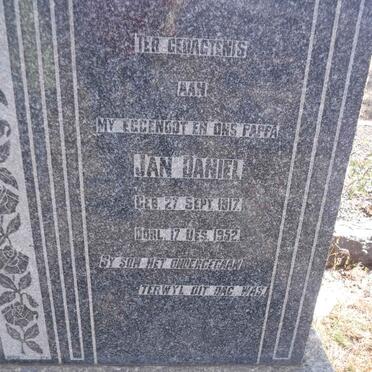 TER GEDAGTENIS
AAN
MY EGGENOOT EN ONS PAPPA
JAN DANIEL
GEB. 27 SEPT. 1917
OORL. 17 DES. 1952
SY SON HET ONDERGEGAAN
TERWYL DIT DAG WAS